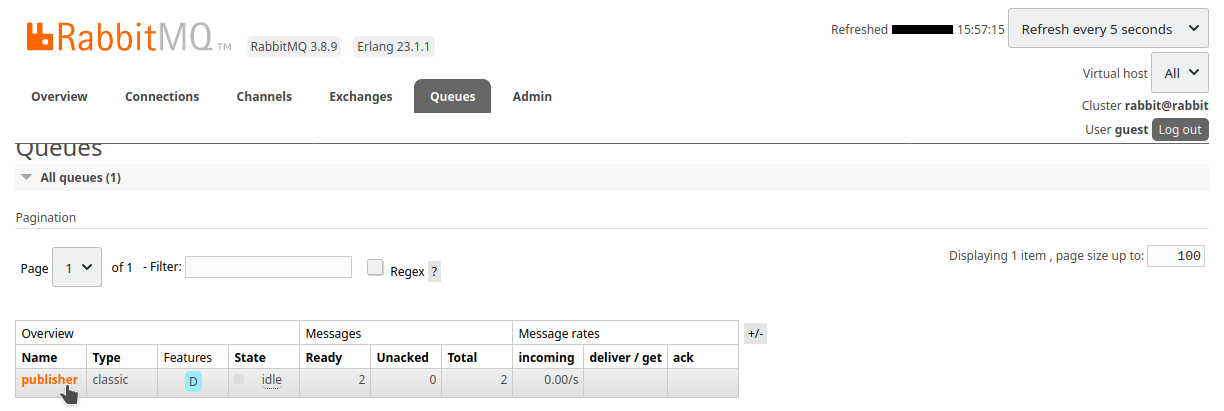 RabbitMQ TM RabbitMQ 3.8.9 Erlang 23.1.1
Refreshed 15:57:15 Refresh every 5 seconds
Virtual host All
Cluster rabbit@rabbit
User guest Log out
Overview Connections Channels Exchanges Queues Admin
Queues
All queues (1)
Pagination
Page 1 of 1 - Filter: Regex ?
Displaying 1 item , page size up to: 100
Overview Messages Message rates +/-
Name Type Features State Ready Unacked Total incoming deliver / get ack
publisher classic D idle 2 0 2 0.00/s